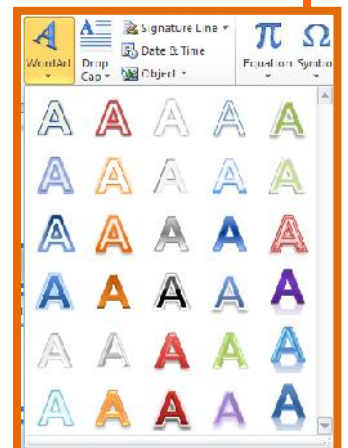 WordArt
Drop
Cap
Signature Line
Date & Time
Object
Equation
Symbo
A A A A A
A A A A A
A A A A A
A A A A A
A A A A A
A A A A A